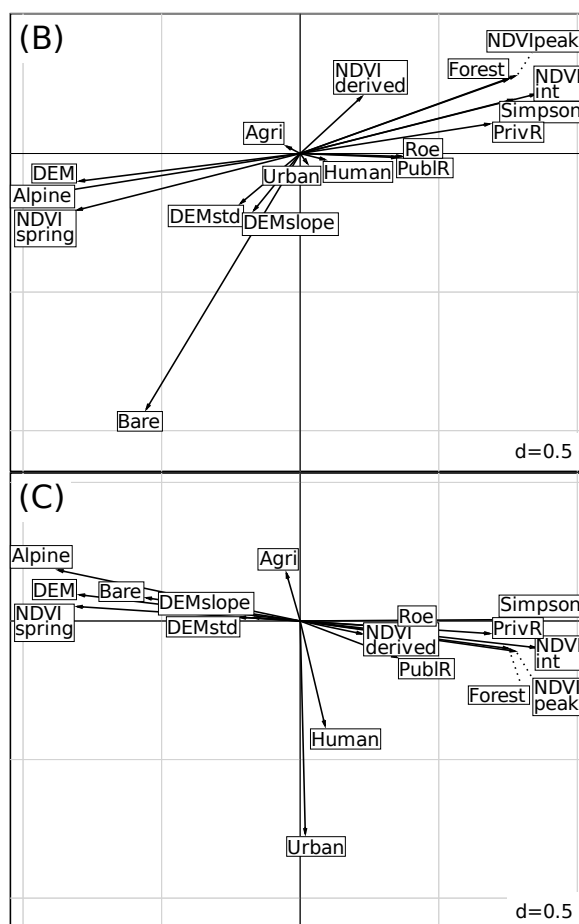 (B)
NDVIpeak
NDVI
derived
Forest
NDVI
int
Simpson
Agri
PrivR
Roe
DEM
Urban
Human
PublR
Alpine
NDVI
spring
DEMstd
DEMslope
Bare
d=0.5
(C)
Alpine
Agri
DEM
Bare
DEMslope
Simpson
NDVI
spring
DEMstd
Roe
PrivR
NDVI
derived
NDVI
int
PublR
Forest
NDVI
peak
Human
Urban
d=0.5